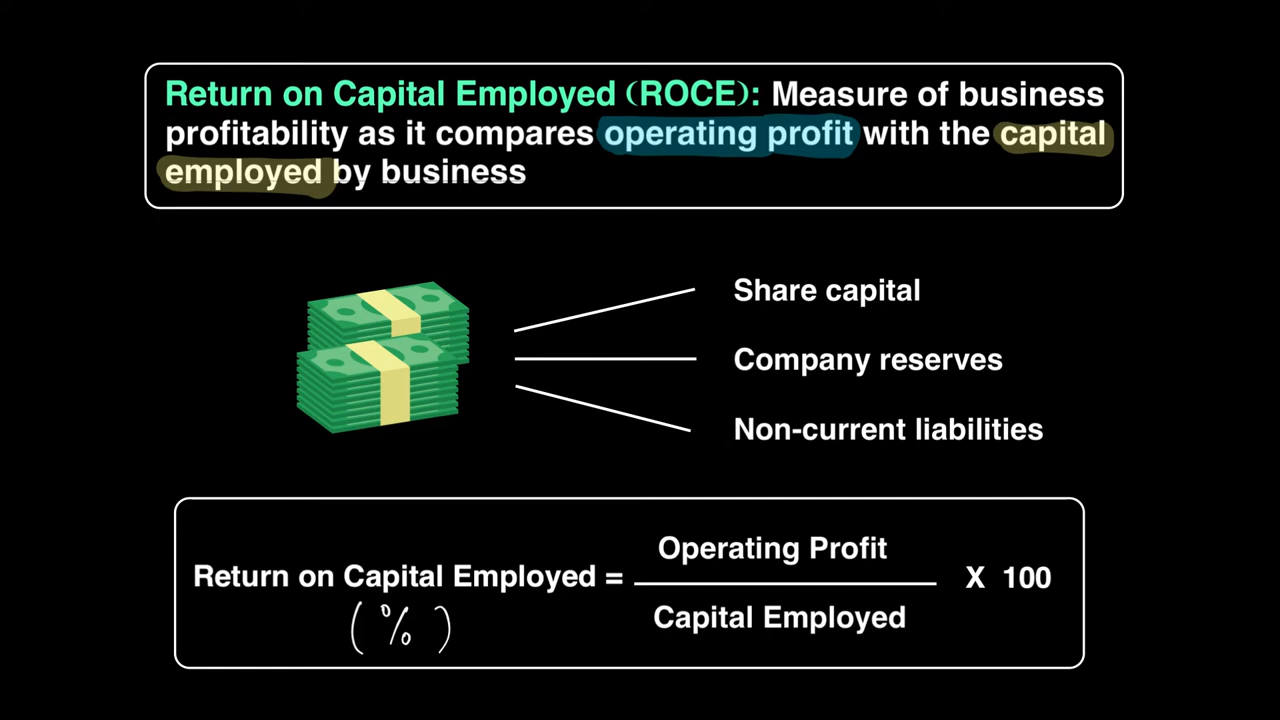 Return on Capital Employed (ROCE): Measure of business
profitability as it compares operating profit with the capital
employed by business
Share capital
Company reserves
Non-current liabilities
Operating Profit
Return on Capital Employed = X 100
Capital Employed
(%)